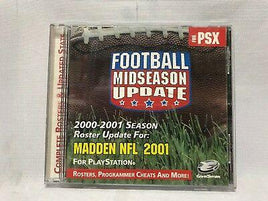 COMPLETE ROSTERS & UPDATED STATS
FOR PSX
FOOTBALL
MIDSEASON
UPDATE
2000-2001 SEASON
ROSTER UPDATE FOR:
MADDEN NFL 2001
FOR PLAYSTATION®
ROSTERS, PROGRAMMER CHEATS AND MORE!
GameShark